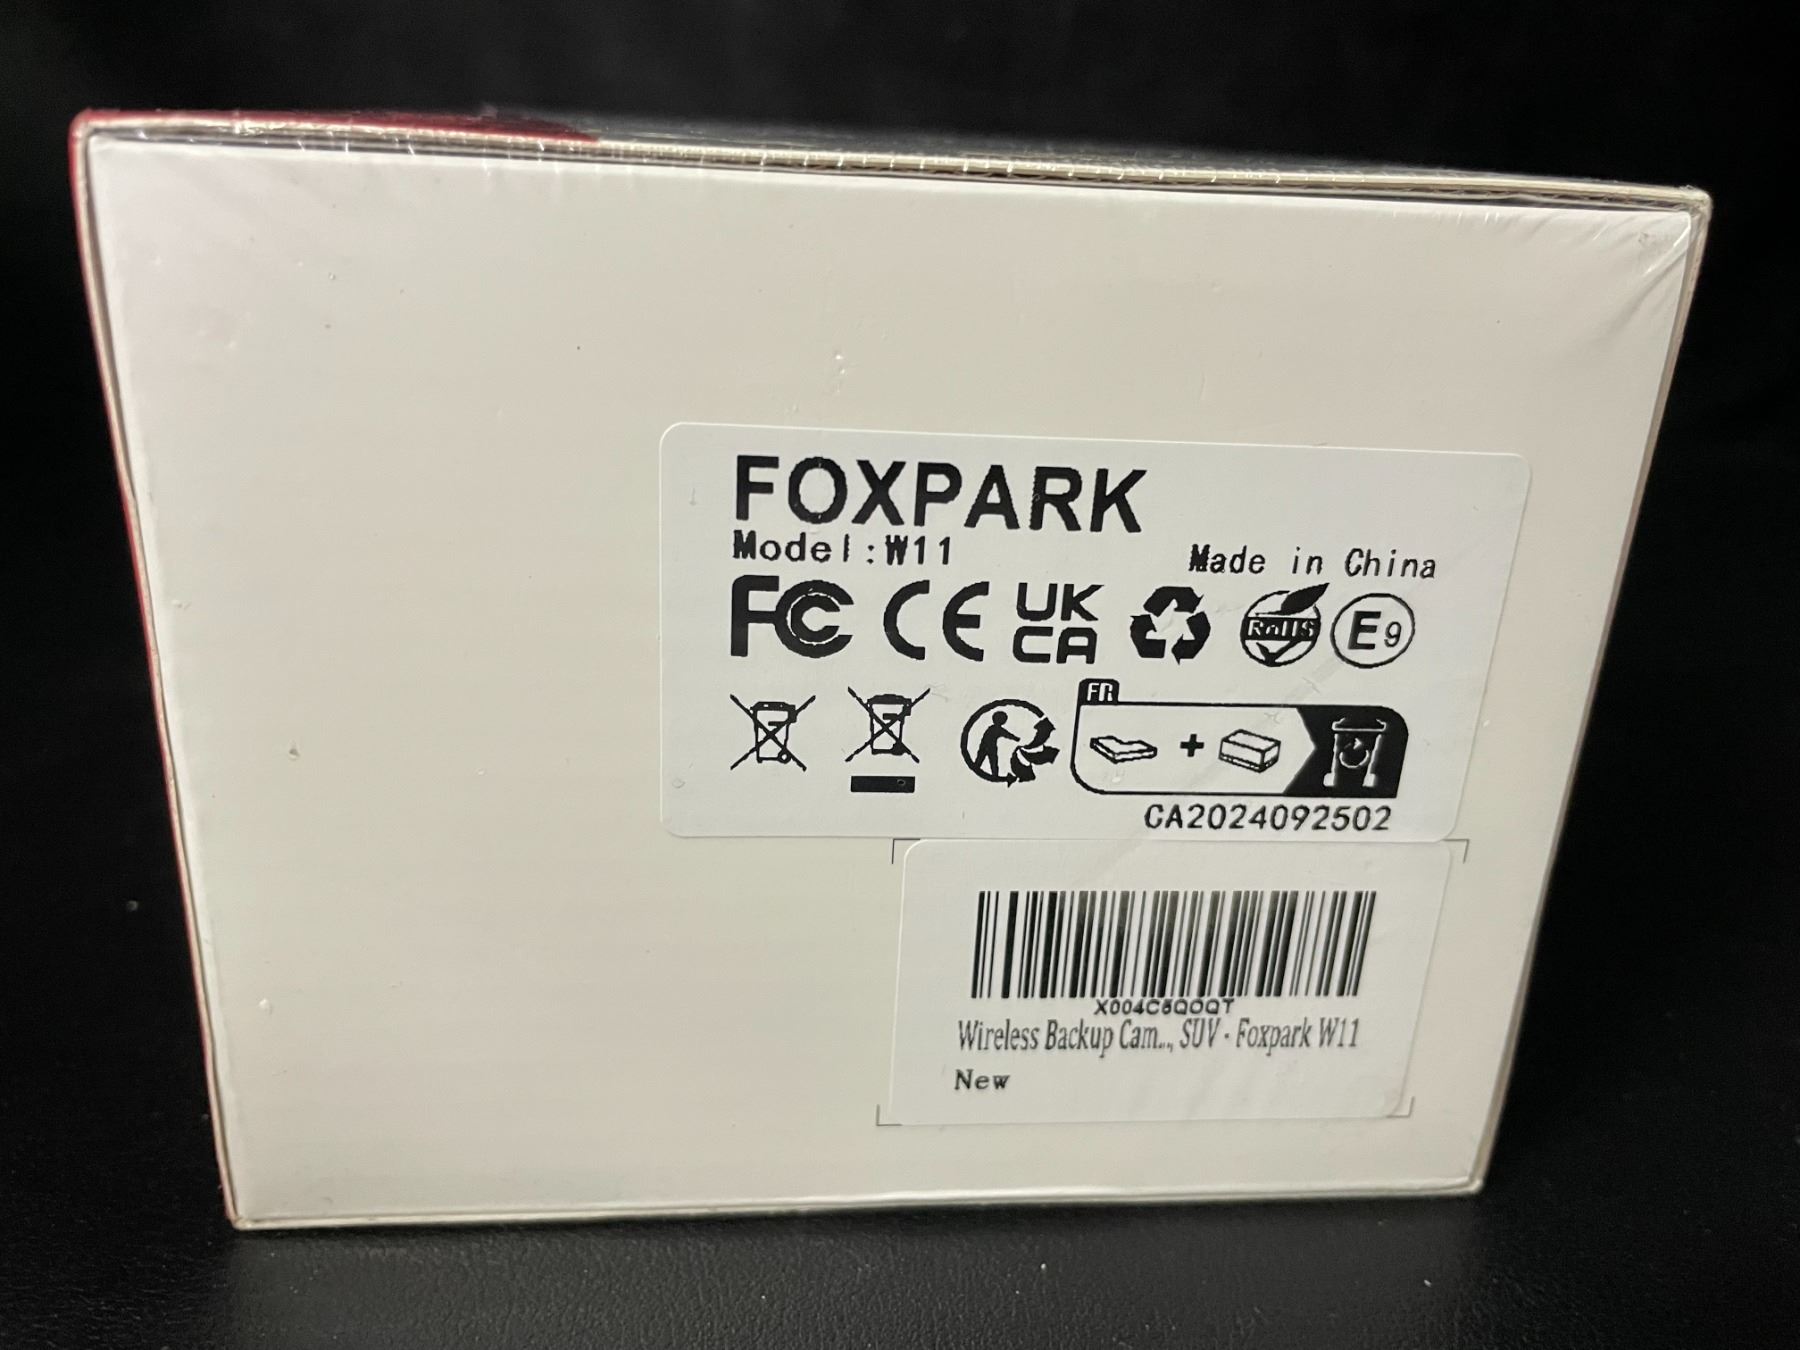 FOXPARK
Model:W11
Made in China
FC CE UK CA RoHS E9
FR
CA2024092502
X004C6QOQT
Wireless Backup Cam..., SUV - Foxpark W11
New